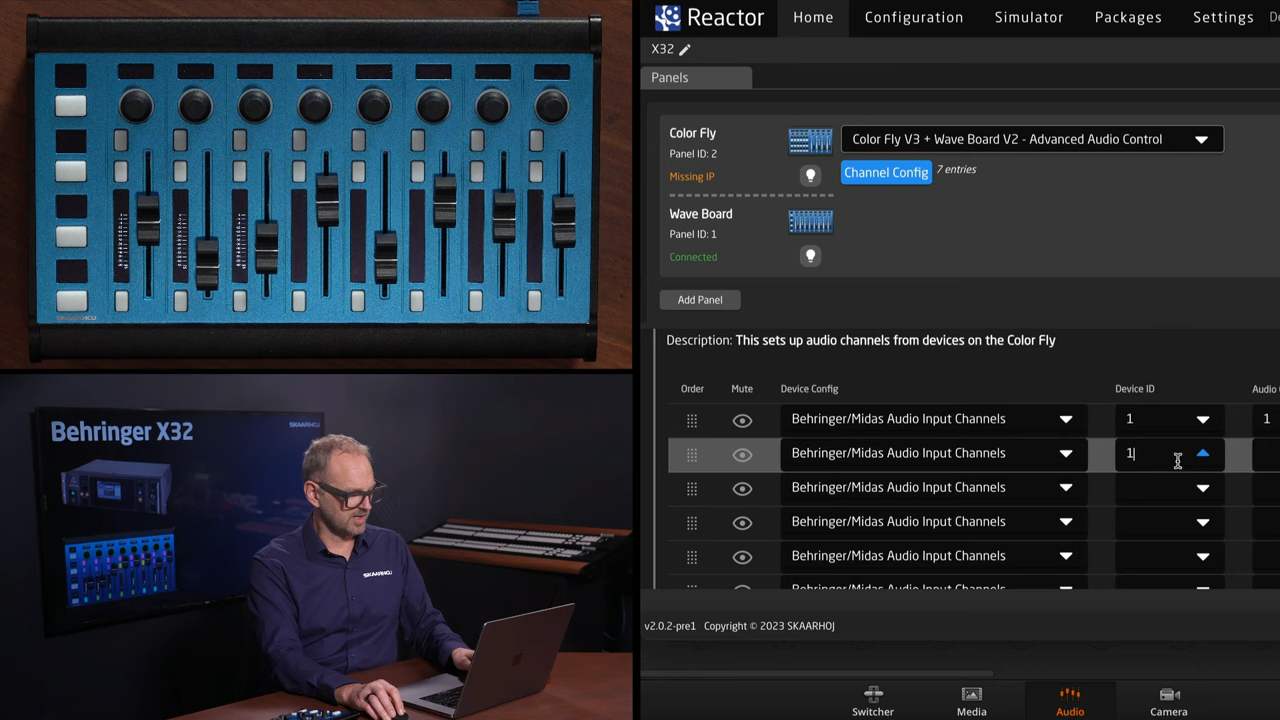 SKAARHOJ
Behringer X32
SKAARHOJ
SKAARHOJ
Reactor
Home
Configuration
Simulator
Packages
Settings
X32
Panels
Color Fly
Panel ID: 2
Missing IP
Color Fly V3 + Wave Board V2 - Advanced Audio Control
Channel Config
7 entries
Wave Board
Panel ID: 1
Connected
Add Panel
Description: This sets up audio channels from devices on the Color Fly
Order
Mute
Device Config
Device ID
Audio
Behringer/Midas Audio Input Channels
1
1
Behringer/Midas Audio Input Channels
1
Behringer/Midas Audio Input Channels
Behringer/Midas Audio Input Channels
Behringer/Midas Audio Input Channels
v2.0.2-pre1 Copyright © 2023 SKAARHOJ
Switcher
Media
Audio
Camera